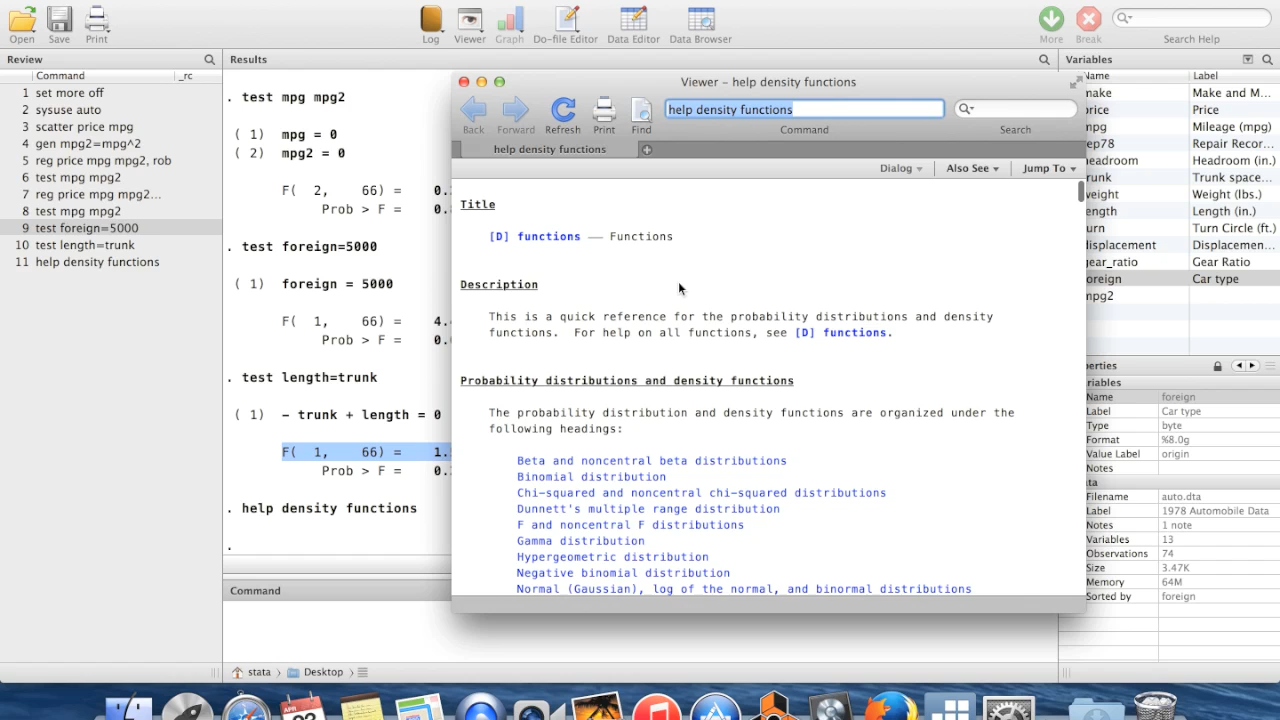 Open
Save
Print
Log
Viewer
Graph
Do-file Editor
Data Editor
Data Browser
More
Break
Search Help
Review
Command
_rc
1 set more off
2 sysuse auto
3 scatter price mpg
4 gen mpg2=mpg^2
5 reg price mpg mpg2, rob
6 test mpg mpg2
7 reg price mpg mpg2...
8 test mpg mpg2
9 test foreign=5000
10 test length=trunk
11 help density functions
Results
. test mpg mpg2
( 1) mpg = 0
( 2) mpg2 = 0
F( 2, 66) =
Prob > F =
. test foreign=5000
( 1) foreign = 5000
F( 1, 66) =
Prob > F =
. test length=trunk
( 1) - trunk + length = 0
F( 1, 66) =
Prob > F =
. help density functions
.
Command
stata
Desktop
Viewer – help density functions
Back
Forward
Refresh
Print
Find
help density functions
Command
Search
help density functions
+
Dialog
Also See
Jump To
Title
[D] functions — Functions
Description
This is a quick reference for the probability distributions and density
functions. For help on all functions, see [D] functions.
Probability distributions and density functions
The probability distribution and density functions are organized under the
following headings:
Beta and noncentral beta distributions
Binomial distribution
Chi-squared and noncentral chi-squared distributions
Dunnett's multiple range distribution
F and noncentral F distributions
Gamma distribution
Hypergeometric distribution
Negative binomial distribution
Normal (Gaussian), log of the normal, and binormal distributions
Variables
Name Label
make Make and M...
price Price
mpg Mileage (mpg)
rep78 Repair Recor...
headroom Headroom (in.)
trunk Trunk space...
weight Weight (lbs.)
length Length (in.)
turn Turn Circle (ft.)
displacement Displacemen...
gear_ratio Gear Ratio
foreign Car type
mpg2
Properties
Variables
Name foreign
Label Car type
Type byte
Format %8.0g
Value Label origin
Notes
Data
Filename auto.dta
Label 1978 Automobile Data
Notes 1 note
Variables 13
Observations 74
Size 3.47K
Memory 64M
Sorted by foreign